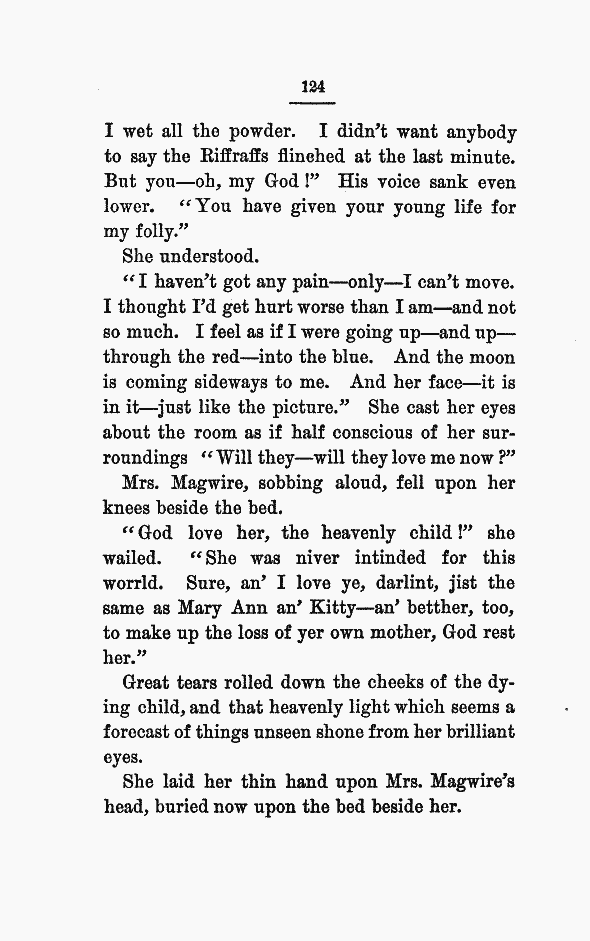 124
I wet all the powder. I didn't want anybody
to say the Riffraffs flinched at the last minute.
But you—oh, my God!" His voice sank even
lower. "You have given your young life for
my folly."
She understood.
"I haven't got any pain—only—I can't move.
I thought I'd get hurt worse than I am—and not
so much. I feel as if I were going up—and up—
through the red—into the blue. And the moon
is coming sideways to me. And her face—it is
in it—just like the picture." She cast her eyes
about the room as if half conscious of her sur-
roundings "Will they—will they love me now?"
Mrs. Magwire, sobbing aloud, fell upon her
knees beside the bed.
"God love her, the heavenly child!" she
wailed. "She was niver intinded for this
worrld. Sure, an' I love ye, darlint, jist the
same as Mary Ann an' Kitty—an' betther, too,
to make up the loss of yer own mother, God rest
her."
Great tears rolled down the cheeks of the dy-
ing child, and that heavenly light which seems a
forecast of things unseen shone from her brilliant
eyes.
She laid her thin hand upon Mrs. Magwire's
head, buried now upon the bed beside her.